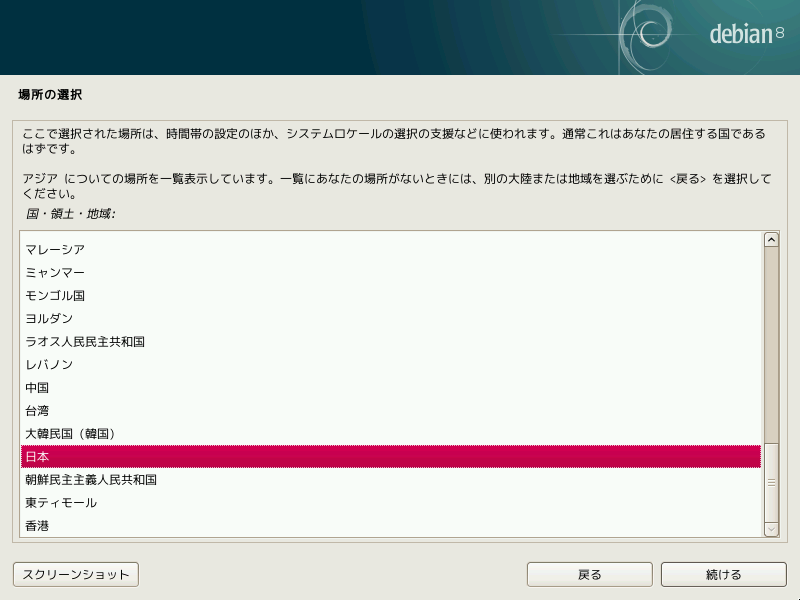 debian 8
場所の選択
ここで選択された場所は、時間帯の設定のほか、システムロケールの選択の支援などに使われます。通常これはあなたの居住する国である
はずです。
アジア についての場所を一覧表示しています。一覧にあなたの場所がないときには、別の大陸または地域を選ぶために <戻る> を選択して
ください。
国・領土・地域:
マレーシア
ミャンマー
モンゴル国
ヨルダン
ラオス人民民主共和国
レバノン
中国
台湾
大韓民国 (韓国)
日本
朝鮮民主主義人民共和国
東ティモール
香港
スクリーンショット
戻る
続ける